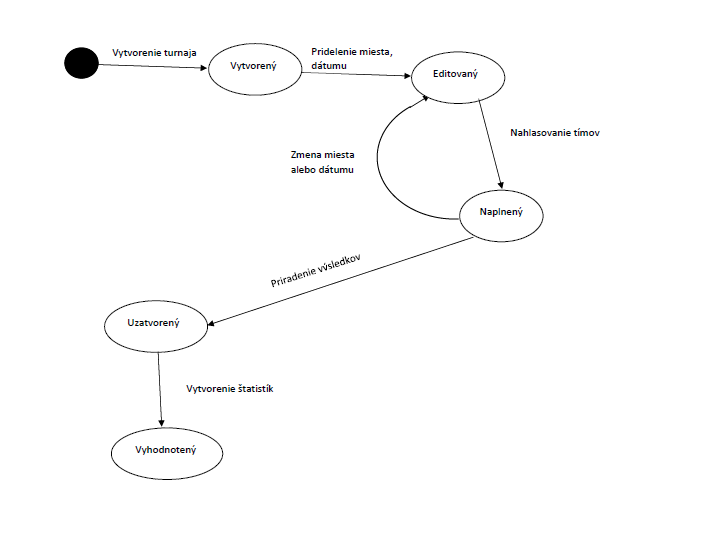 Vytvorenie turnaja
Vytvorený
Pridelenie miesta,
dátumu
Editovaný
Nahlasovanie tímov
Zmena miesta
alebo dátumu
Naplnený
Priradenie výsledkov
Uzatvorený
Vytvorenie štatistík
Vyhodnotený